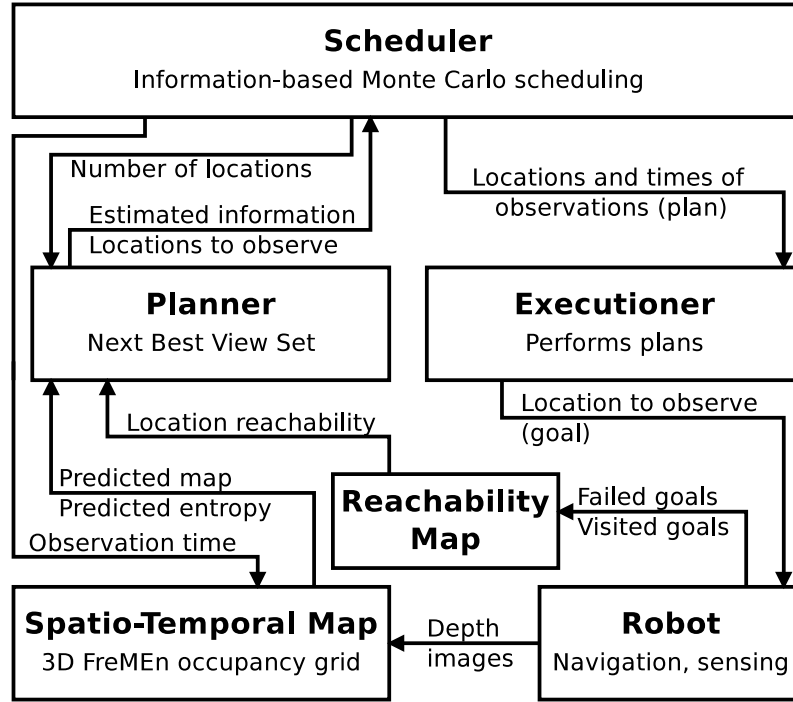 Scheduler
Information-based Monte Carlo scheduling
Number of locations
Estimated information
Locations to observe
Locations and times of
observations (plan)
Planner
Next Best View Set
Executioner
Performs plans
Location reachability
Location to observe
(goal)
Predicted map
Predicted entropy
Reachability
Map
Failed goals
Visited goals
Observation time
Spatio-Temporal Map
3D FreMEn occupancy grid
Depth
images
Robot
Navigation, sensing